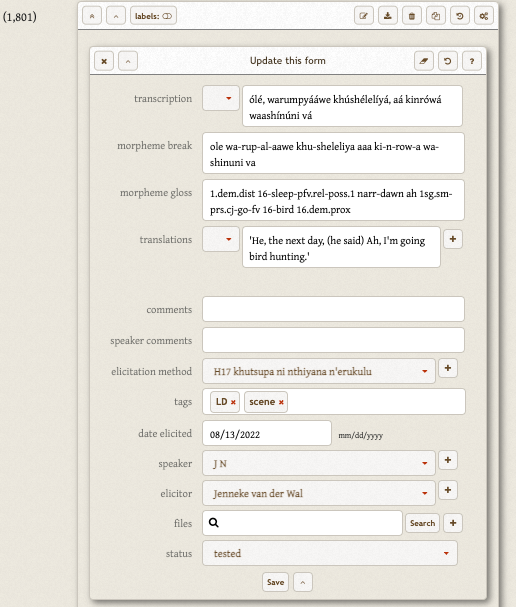 (1,801)
labels:
Update this form
?
transcription
ólé, warumpyááwe khúshélelíyá, aá kinrówá
waashínúni vá
morpheme break
ole wa-rup-al-aawe khu-sheleliya aaa ki-n-row-a wa-
shinuni va
morpheme gloss
1.dem.dist 16-sleep-pfv.rel-poss.1 narr-dawn ah 1sg.sm-
prs.cj-go-fv 16-bird 16.dem.prox
translations
'He, the next day, (he said) Ah, I'm going
bird hunting.'
comments
speaker comments
elicitation method
H17 khutsupa ni nthiyana n'erukulu
tags
LD
scene
date elicited
08/13/2022
mm/dd/yyyy
speaker
J N
elicitor
Jenneke van der Wal
files
Search
status
tested
Save